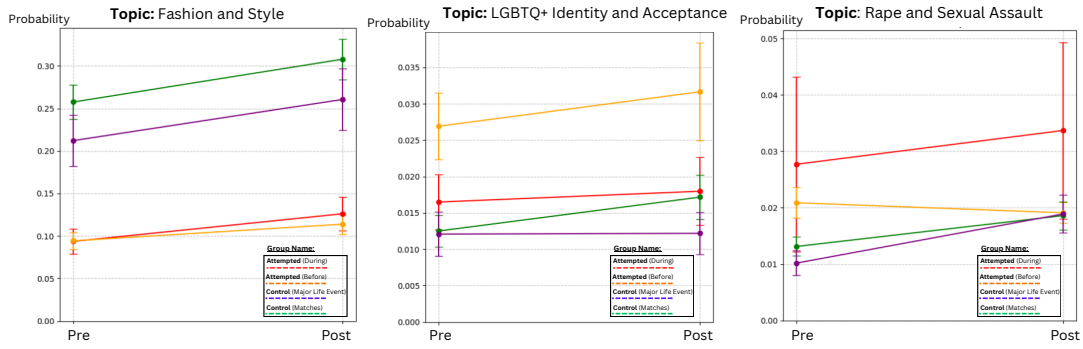 Topic: Fashion and Style
Probability
0.30
0.25
0.20
0.15
0.10
0.05
0.00
Group Name:
Attempted (During)
Attempted (Before)
Control (Major Life Event)
Control (Matches)
Pre
Post
Topic: LGBTQ+ Identity and Acceptance
Probability
0.035
0.030
0.025
0.020
0.015
0.010
0.005
0.000
Group Name:
Attempted (During)
Attempted (Before)
Control (Major Life Event)
Control (Matches)
Pre
Post
Topic: Rape and Sexual Assault
Probability
0.05
0.04
0.03
0.02
0.01
0.00
Group Name:
Attempted (During)
Attempted (Before)
Control (Major Life Event)
Control (Matches)
Pre
Post